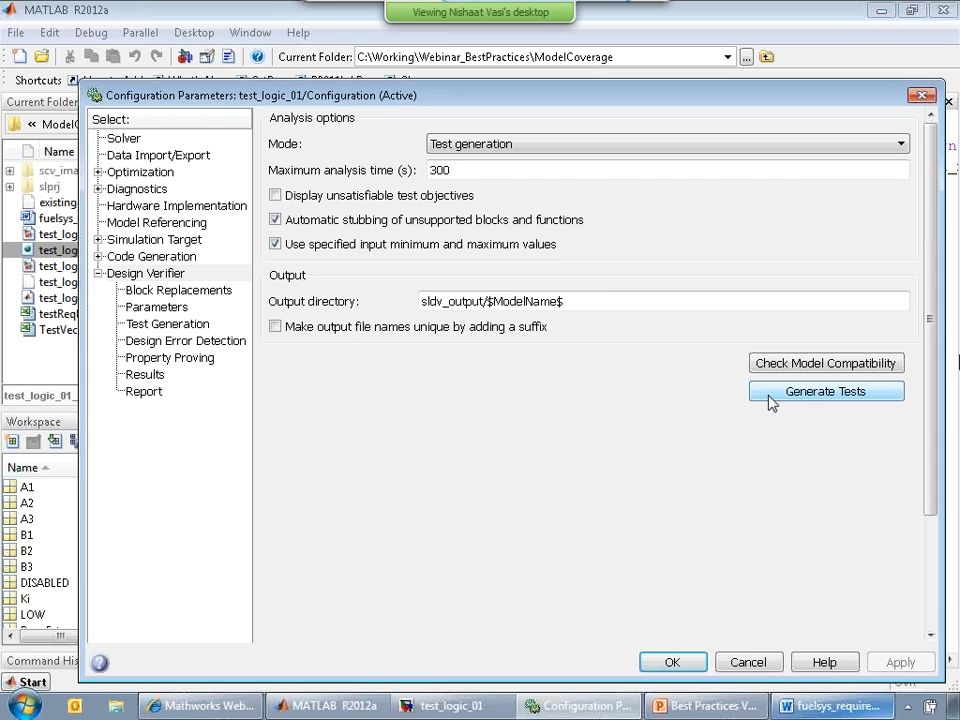 MATLAB R2012a
Viewing Nishaat Vasi's desktop
File Edit Debug Parallel Desktop Window Help
Current Folder: C:\Working\Webinar_BestPractices\ModelCoverage
Shortcuts
Current Folder
Configuration Parameters: test_logic_01/Configuration (Active)
« ModelC
Name
scv_ima
slprj
existing
fuelsys_
test_log
test_log
test_log
test_log
test_log
testReq
TestVec
test_logic_01_
Workspace
Name
A1
A2
A3
B1
B2
B3
DISABLED
Ki
LOW
Command His
Start
Select:
Solver
Data Import/Export
Optimization
Diagnostics
Hardware Implementation
Model Referencing
Simulation Target
Code Generation
Design Verifier
Block Replacements
Parameters
Test Generation
Design Error Detection
Property Proving
Results
Report
Analysis options
Mode: Test generation
Maximum analysis time (s): 300
Display unsatisfiable test objectives
Automatic stubbing of unsupported blocks and functions
Use specified input minimum and maximum values
Output
Output directory: sldv_output/$ModelName$
Make output file names unique by adding a suffix
Check Model Compatibility
Generate Tests
OK Cancel Help Apply
Mathworks Web... MATLAB R2012a test_logic_01 Configuration P... Best Practices V... fuelsys_require...